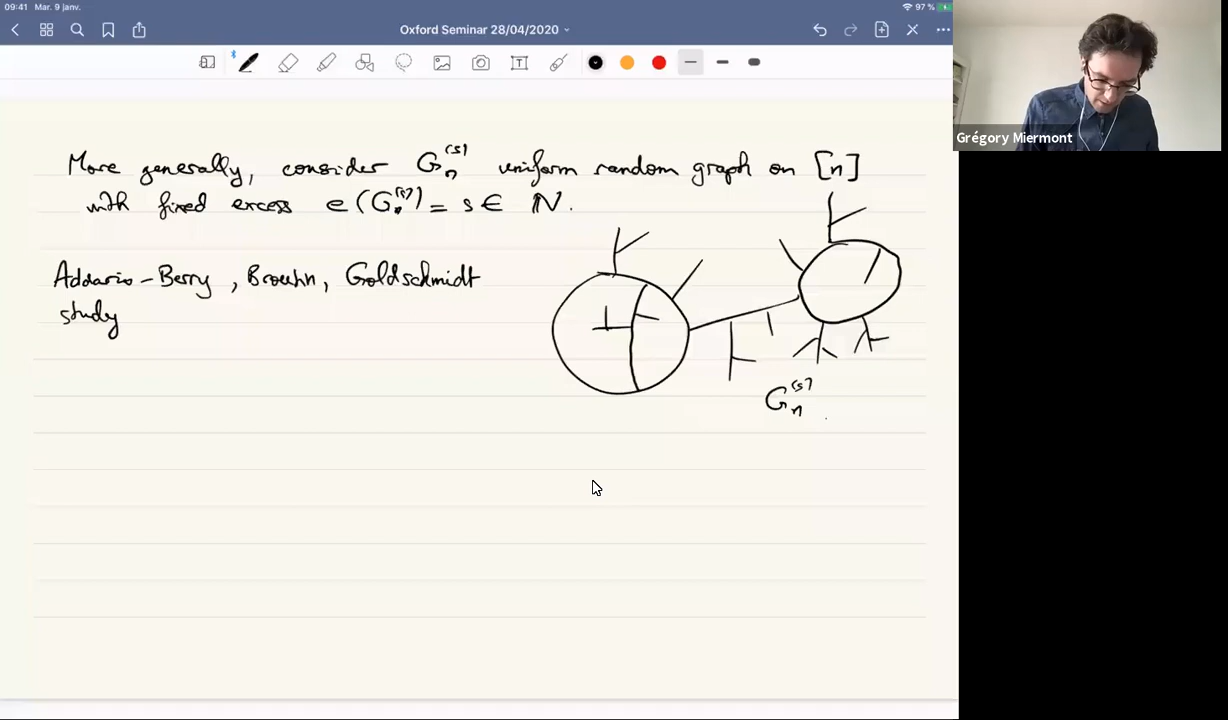 09:41 Mar. 9 janv.
97 %
Oxford Seminar 28/04/2020
Grégory Miermont
More generally, consider G_n^(s) uniform random graph on [n]
with fixed excess e(G_n^(s)) = s ∈ ℕ.
Addario-Berry, Broutin, Goldschmidt
study
G_n^(s)